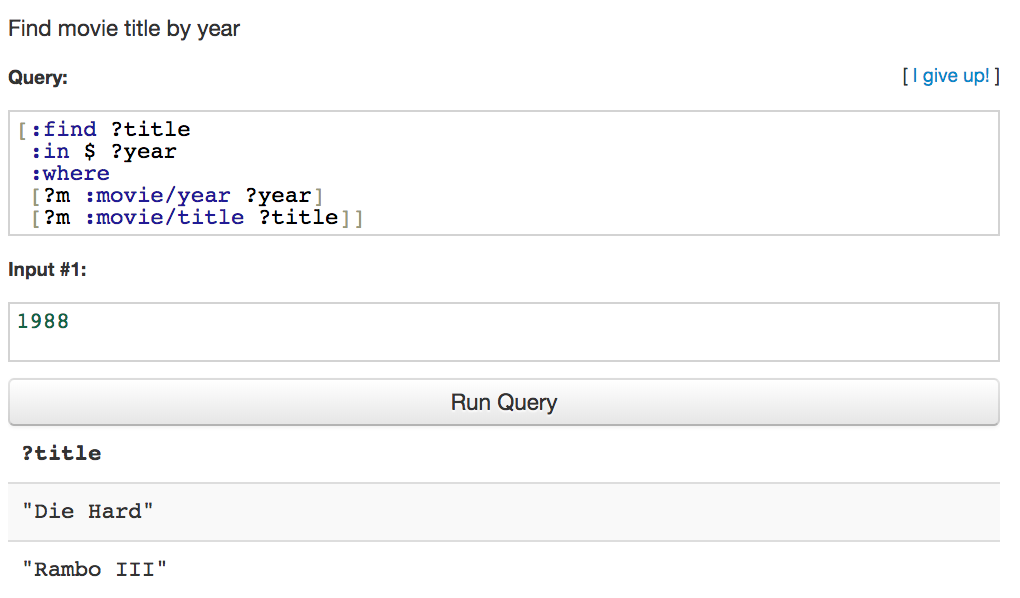 Find movie title by year
Query: [ I give up! ]
[:find ?title
:in $ ?year
:where
[?m :movie/year ?year]
[?m :movie/title ?title]]
Input #1:
1988
Run Query
?title
"Die Hard"
"Rambo III"